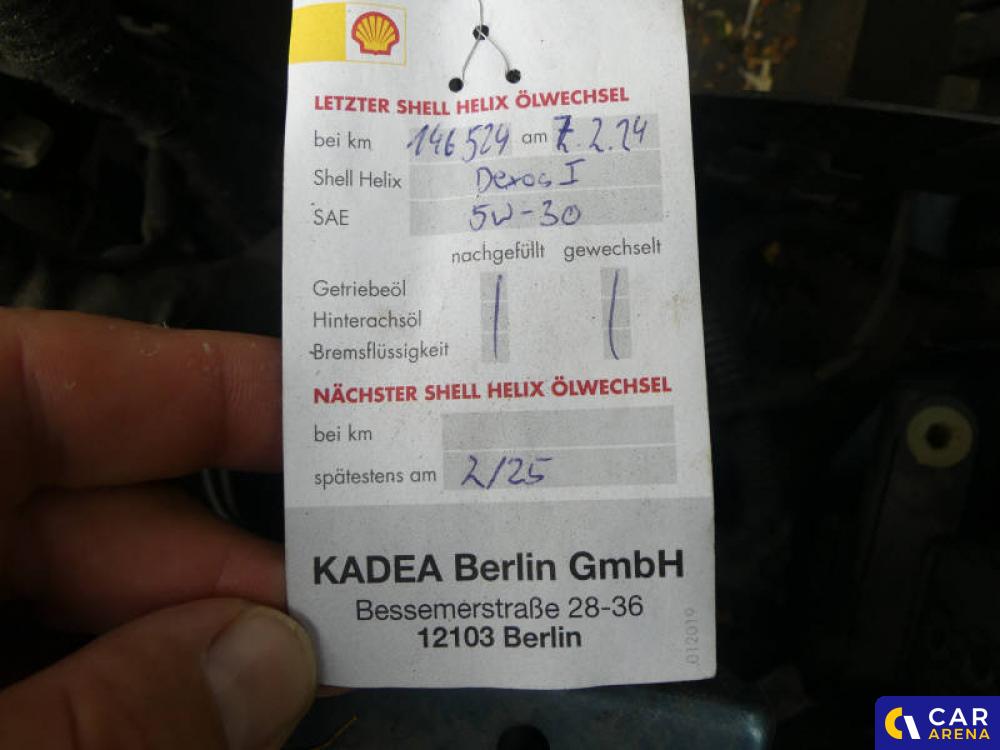 LETZTER SHELL HELIX ÖLWECHSEL
bei km 146524 am 7.2.24
Shell Helix Dexos I
SAE 5W-30
nachgefüllt gewechselt
Getriebeöl
Hinterachsöl
Bremsflüssigkeit
NÄCHSTER SHELL HELIX ÖLWECHSEL
bei km
spätestens am 2/25
KADEA Berlin GmbH
Bessemerstraße 28-36
12103 Berlin
012019
CAR
ARENA